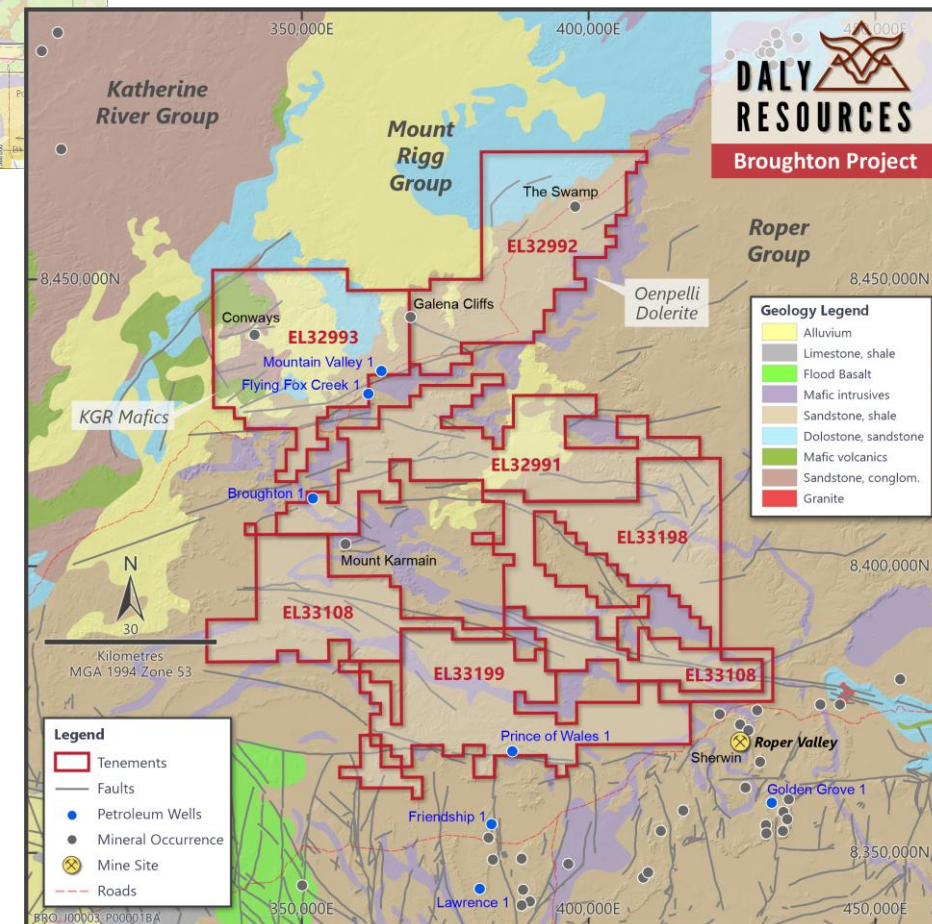 350,000E
400,000E
450,000E
DALY
RESOURCES
Broughton Project
Katherine
River Group
Mount
Rigg
Group
The Swamp
EL32992
Roper
Group
8,450,000N
8,450,000N
Oenpelli
Dolerite
Galena Cliffs
Conways
EL32993
Mountain Valley 1
Flying Fox Creek 1
KGR Mafics
Geology Legend
Alluvium
Limestone, shale
Flood Basalt
Mafic intrusives
Sandstone, shale
Dolostone, sandstone
Mafic volcanics
Sandstone, conglom.
Granite
EL32991
Broughton 1
EL33198
Mount Karmain
N
8,400,000N
30
Kilometres
MGA 1994 Zone 53
EL33108
EL33199
EL33108
Legend
Tenements
Faults
Petroleum Wells
Mineral Occurrence
Mine Site
Roads
Prince of Wales 1
Roper Valley
Sherwin
Golden Grove 1
Friendship 1
8,350,000N
Lawrence 1
350,000E
400,000E
BRO_J00003_P00001BA